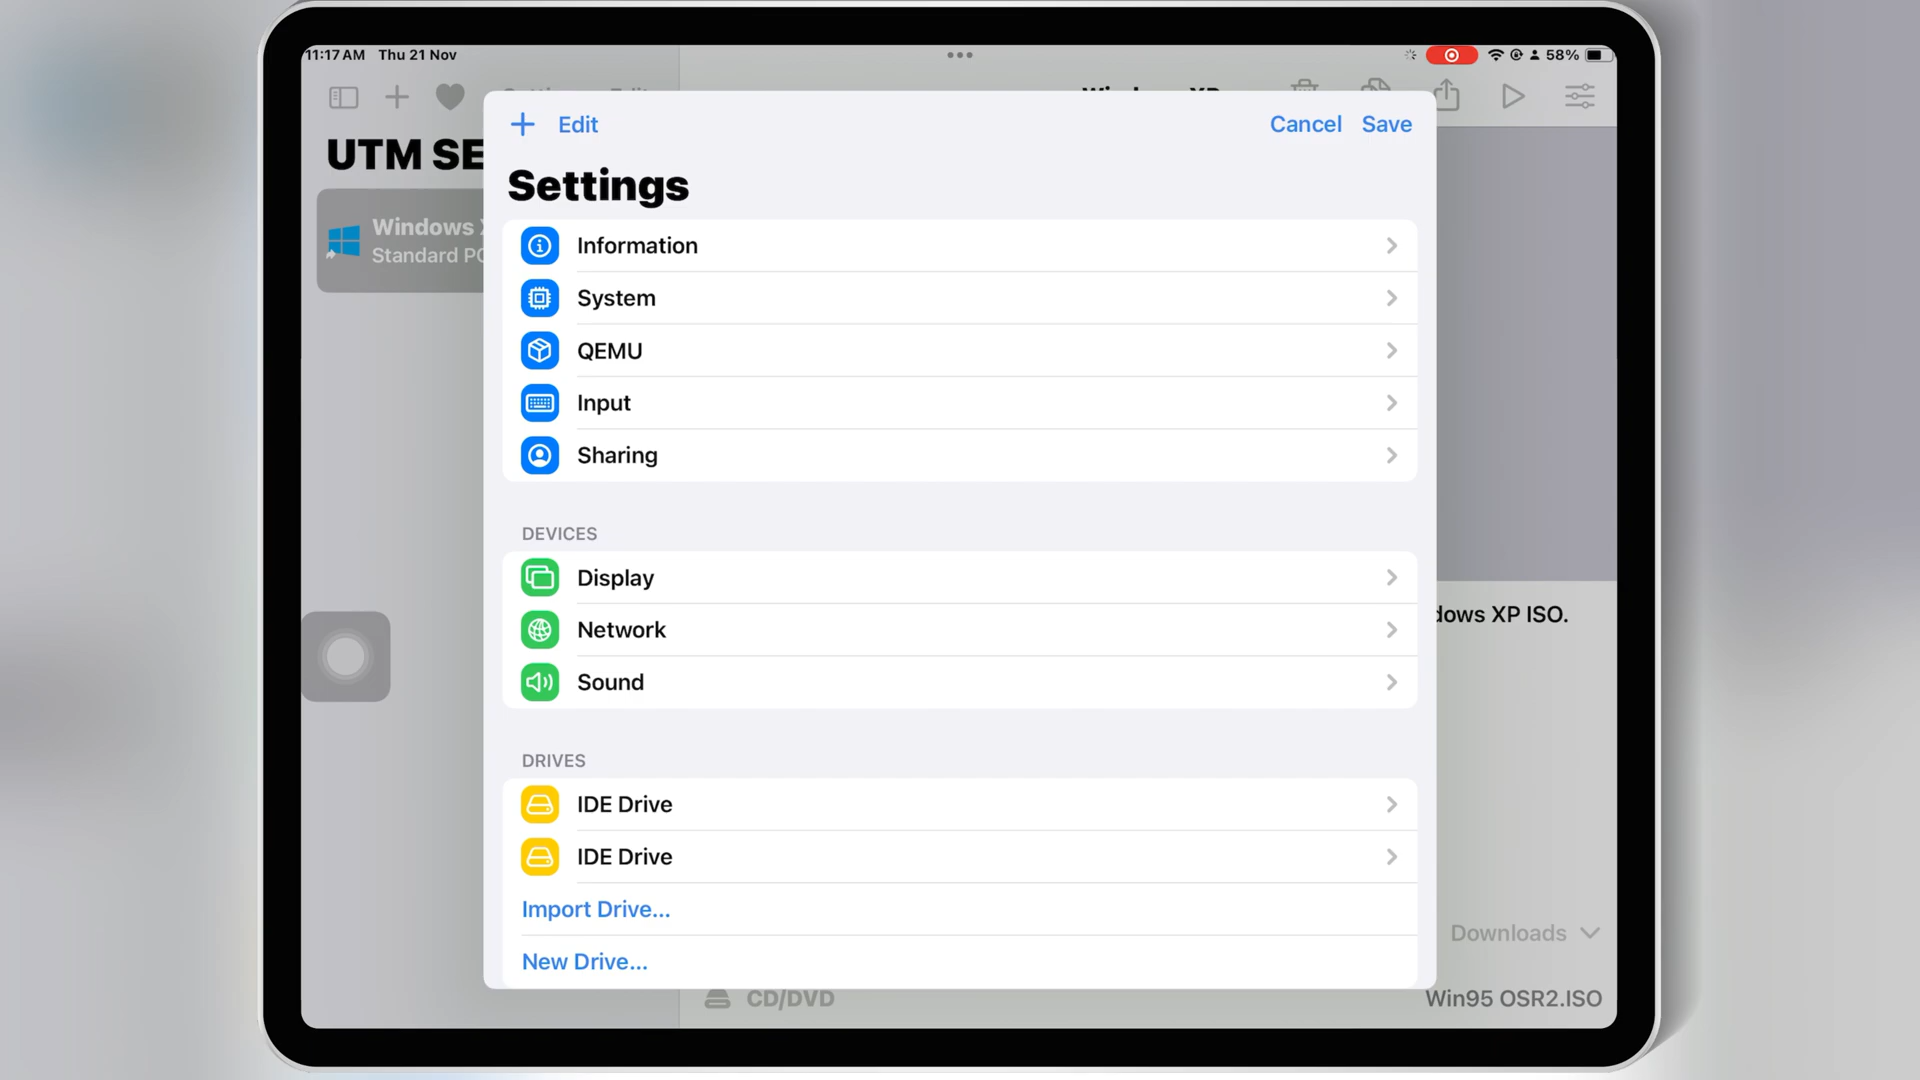 11:17 AM Thu 21 Nov
58%
UTM SE
Windows
Standard PC
Edit
Cancel
Save
Settings
Information
System
QEMU
Input
Sharing
DEVICES
Display
Network
Sound
DRIVES
IDE Drive
IDE Drive
Import Drive...
New Drive...
dows XP ISO.
Downloads
CD/DVD
Win95 OSR2.ISO